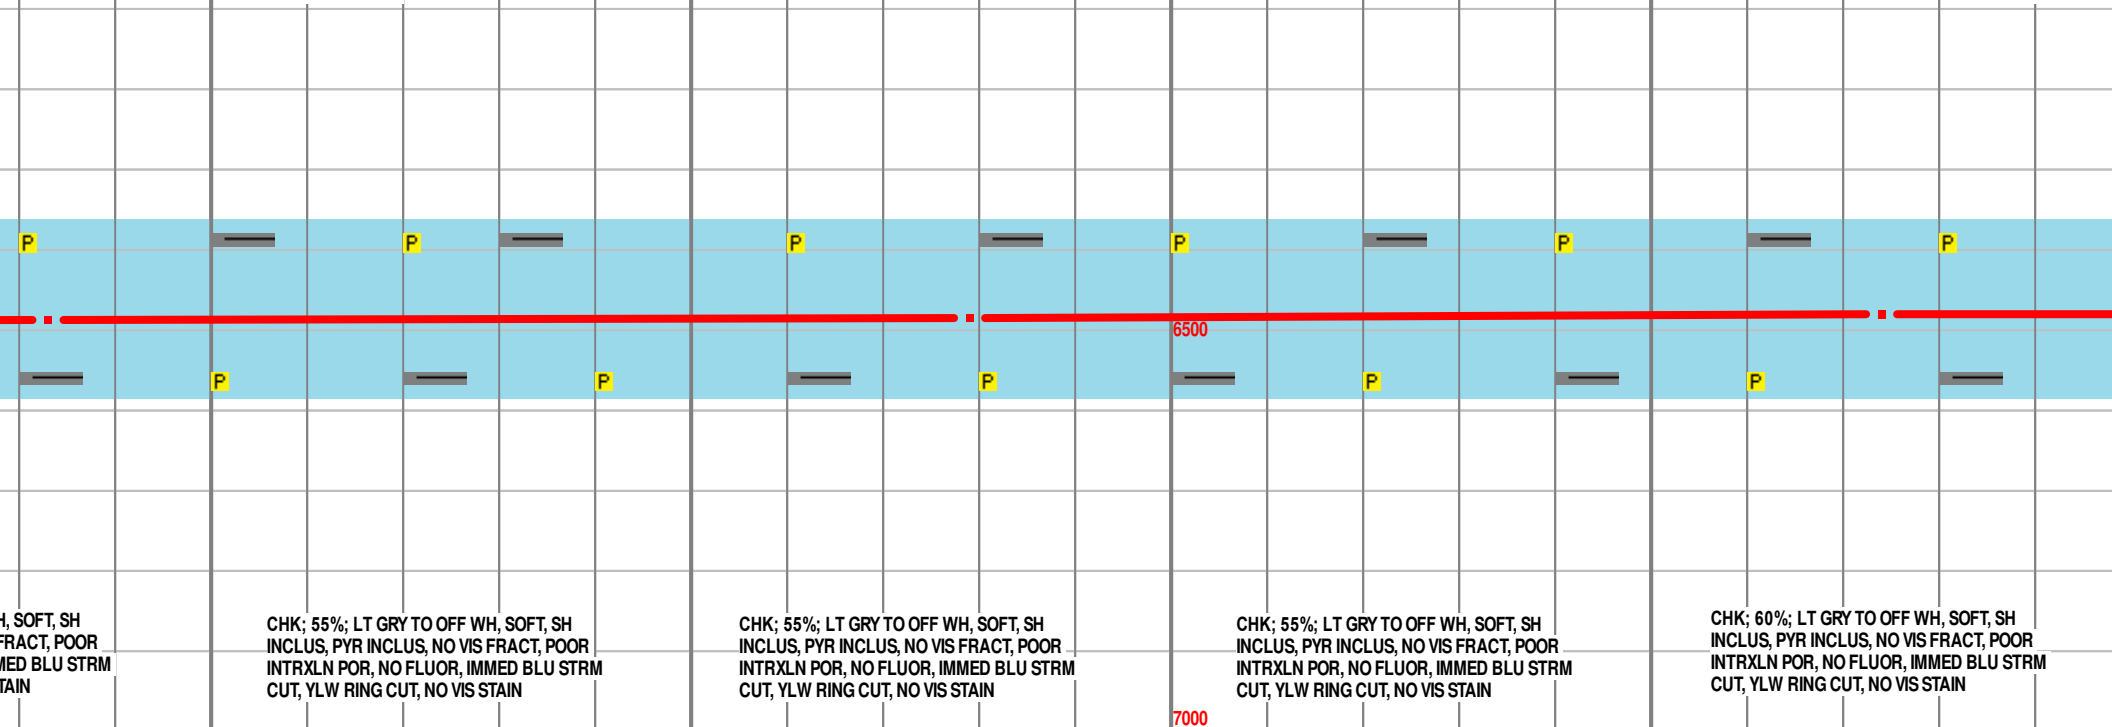 P
P
P
P
P
P
6500
P
P
P
P
P
H, SOFT, SH
FRACT, POOR
MED BLU STRM
TAIN
CHK; 55%; LT GRY TO OFF WH, SOFT, SH
INCLUS, PYR INCLUS, NO VIS FRACT, POOR
INTRXLN POR, NO FLUOR, IMMED BLU STRM
CUT, YLW RING CUT, NO VIS STAIN
CHK; 55%; LT GRY TO OFF WH, SOFT, SH
INCLUS, PYR INCLUS, NO VIS FRACT, POOR
INTRXLN POR, NO FLUOR, IMMED BLU STRM
CUT, YLW RING CUT, NO VIS STAIN
CHK; 55%; LT GRY TO OFF WH, SOFT, SH
INCLUS, PYR INCLUS, NO VIS FRACT, POOR
INTRXLN POR, NO FLUOR, IMMED BLU STRM
CUT, YLW RING CUT, NO VIS STAIN
CHK; 60%; LT GRY TO OFF WH, SOFT, SH
INCLUS, PYR INCLUS, NO VIS FRACT, POOR
INTRXLN POR, NO FLUOR, IMMED BLU STRM
CUT, YLW RING CUT, NO VIS STAIN
7000